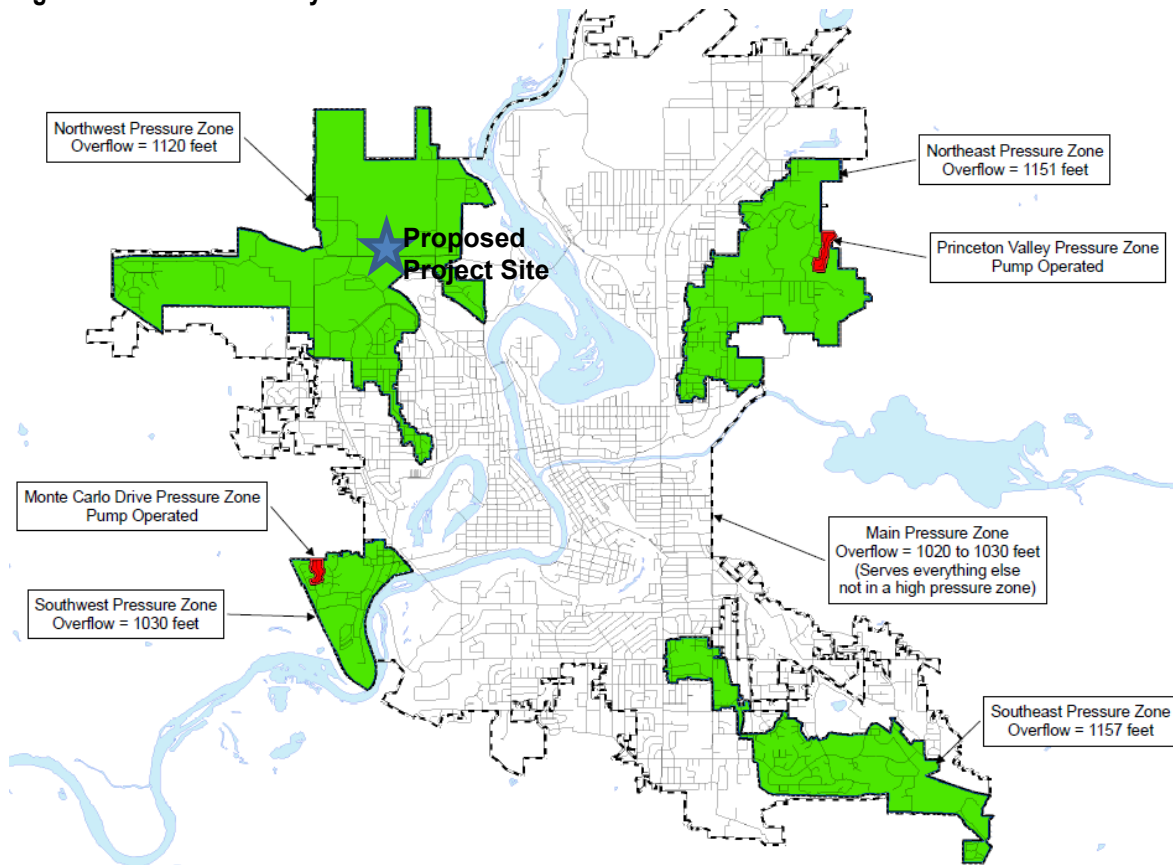 Northwest Pressure Zone
Overflow = 1120 feet
Northeast Pressure Zone
Overflow = 1151 feet
Proposed
Project Site
Princeton Valley Pressure Zone
Pump Operated
Monte Carlo Drive Pressure Zone
Pump Operated
Main Pressure Zone
Overflow = 1020 to 1030 feet
(Serves everything else
not in a high pressure zone)
Southwest Pressure Zone
Overflow = 1030 feet
Southeast Pressure Zone
Overflow = 1157 feet